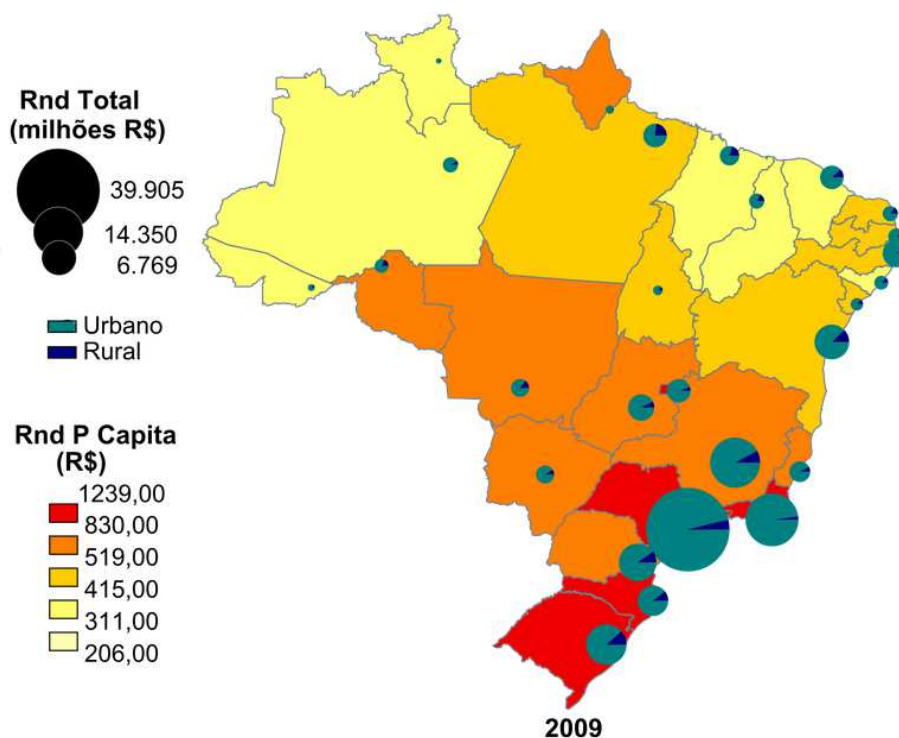 Rnd Total
(milhões R$)
39.905
14.350
6.769
Urbano
Rural
Rnd P Capita
(R$)
1239,00
830,00
519,00
415,00
311,00
206,00
2009